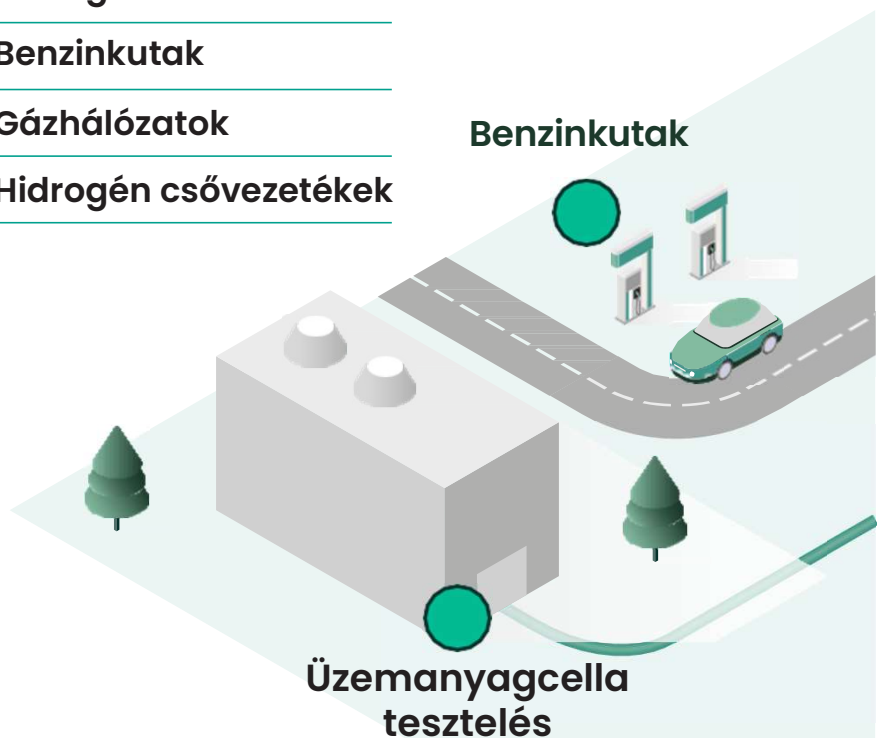 Benzinkutak
Gázhálózatok
Hidrogén csővezetékek
Benzinkutak
Üzemanyagcella
tesztelés